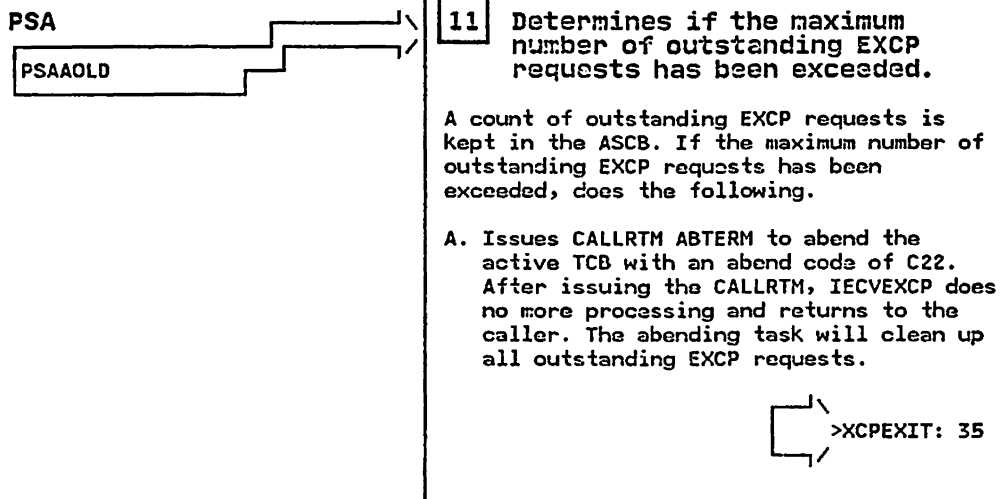 PSA
PSAAOLD
11 Determines if the maximum
number of outstanding EXCP
requests has been exceeded.
A count of outstanding EXCP requests is
kept in the ASCB. If the maximum number of
outstanding EXCP requests has been
exceeded, does the following.
A. Issues CALLRTM ABTERM to abend the
active TCB with an abend code of C22.
After issuing the CALLRTM, IECVEXCP does
no more processing and returns to the
caller. The abending task will clean up
all outstanding EXCP requests.
>XCPEXIT: 35